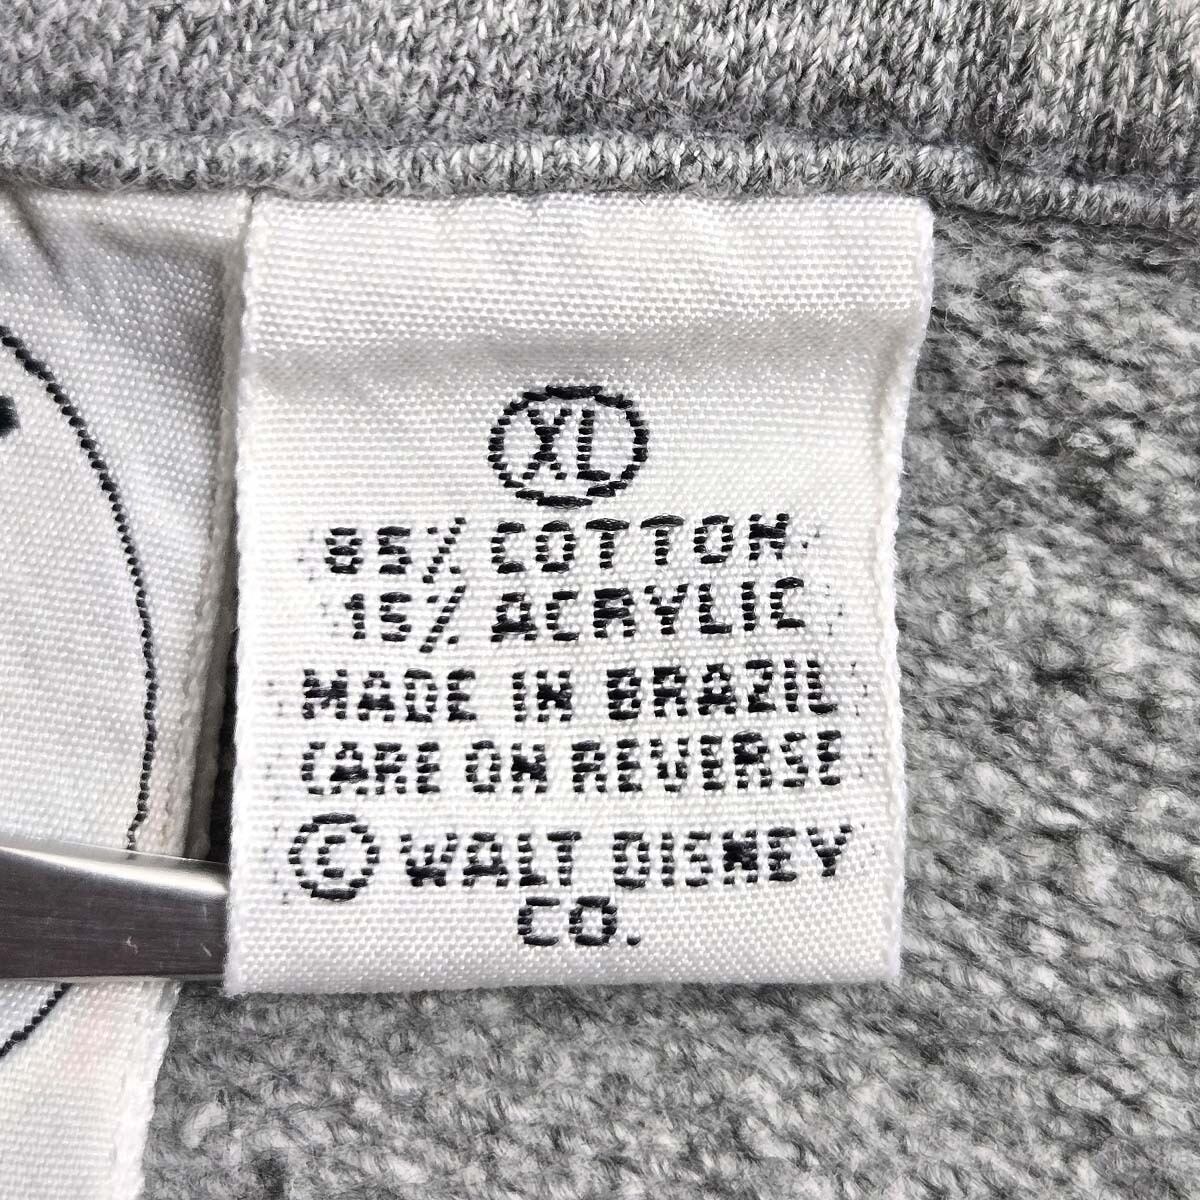 XL
85% COTTON
15% ACRYLIC
MADE IN BRAZIL
CARE ON REVERSE
© WALT DISNEY
CO.